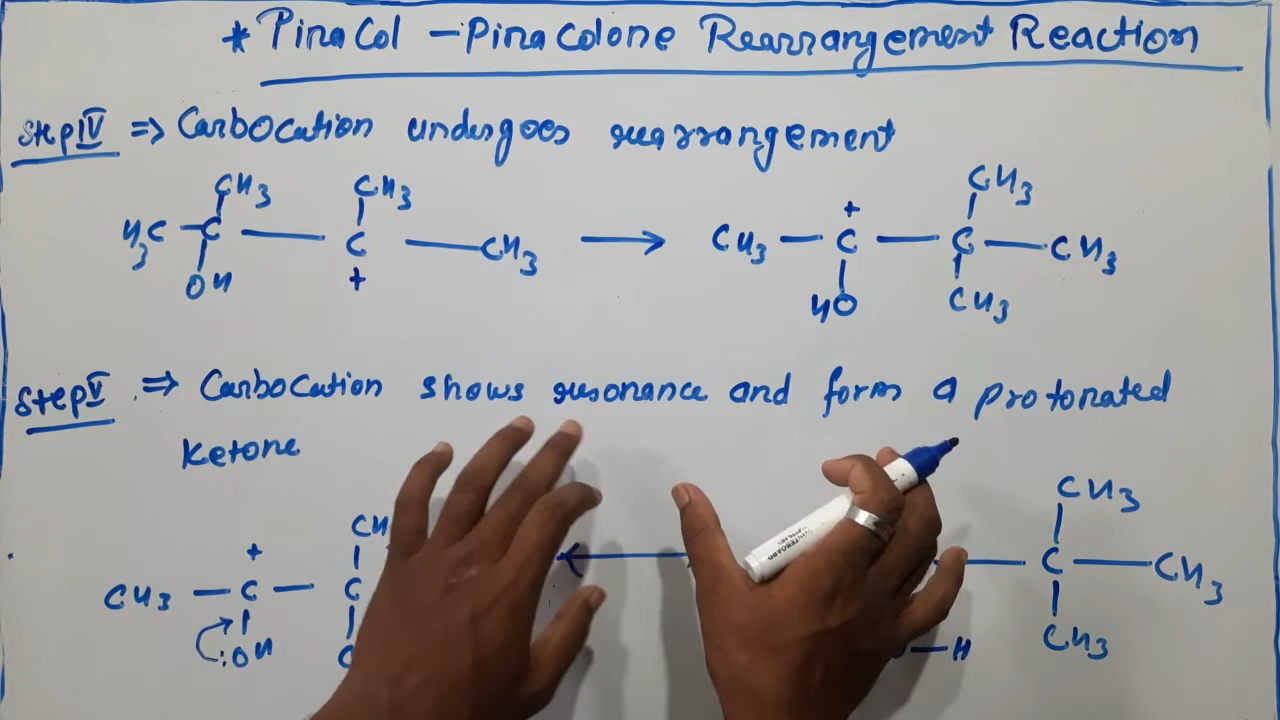 * Pinacol - Pinacolone Rearrangement Reaction
Step IV ⇒ Carbocation undergoes rearrangement
CH3 CH3 CH3
H3C - C — C — CH3 → CH3 — C — C — CH3
+
OH + HO CH3
Step V ⇒ Carbocation shows resonance and form a protonated
Ketone
CH3
CH
+
CH3 — C — C — C — CH3
:OH — H CH3